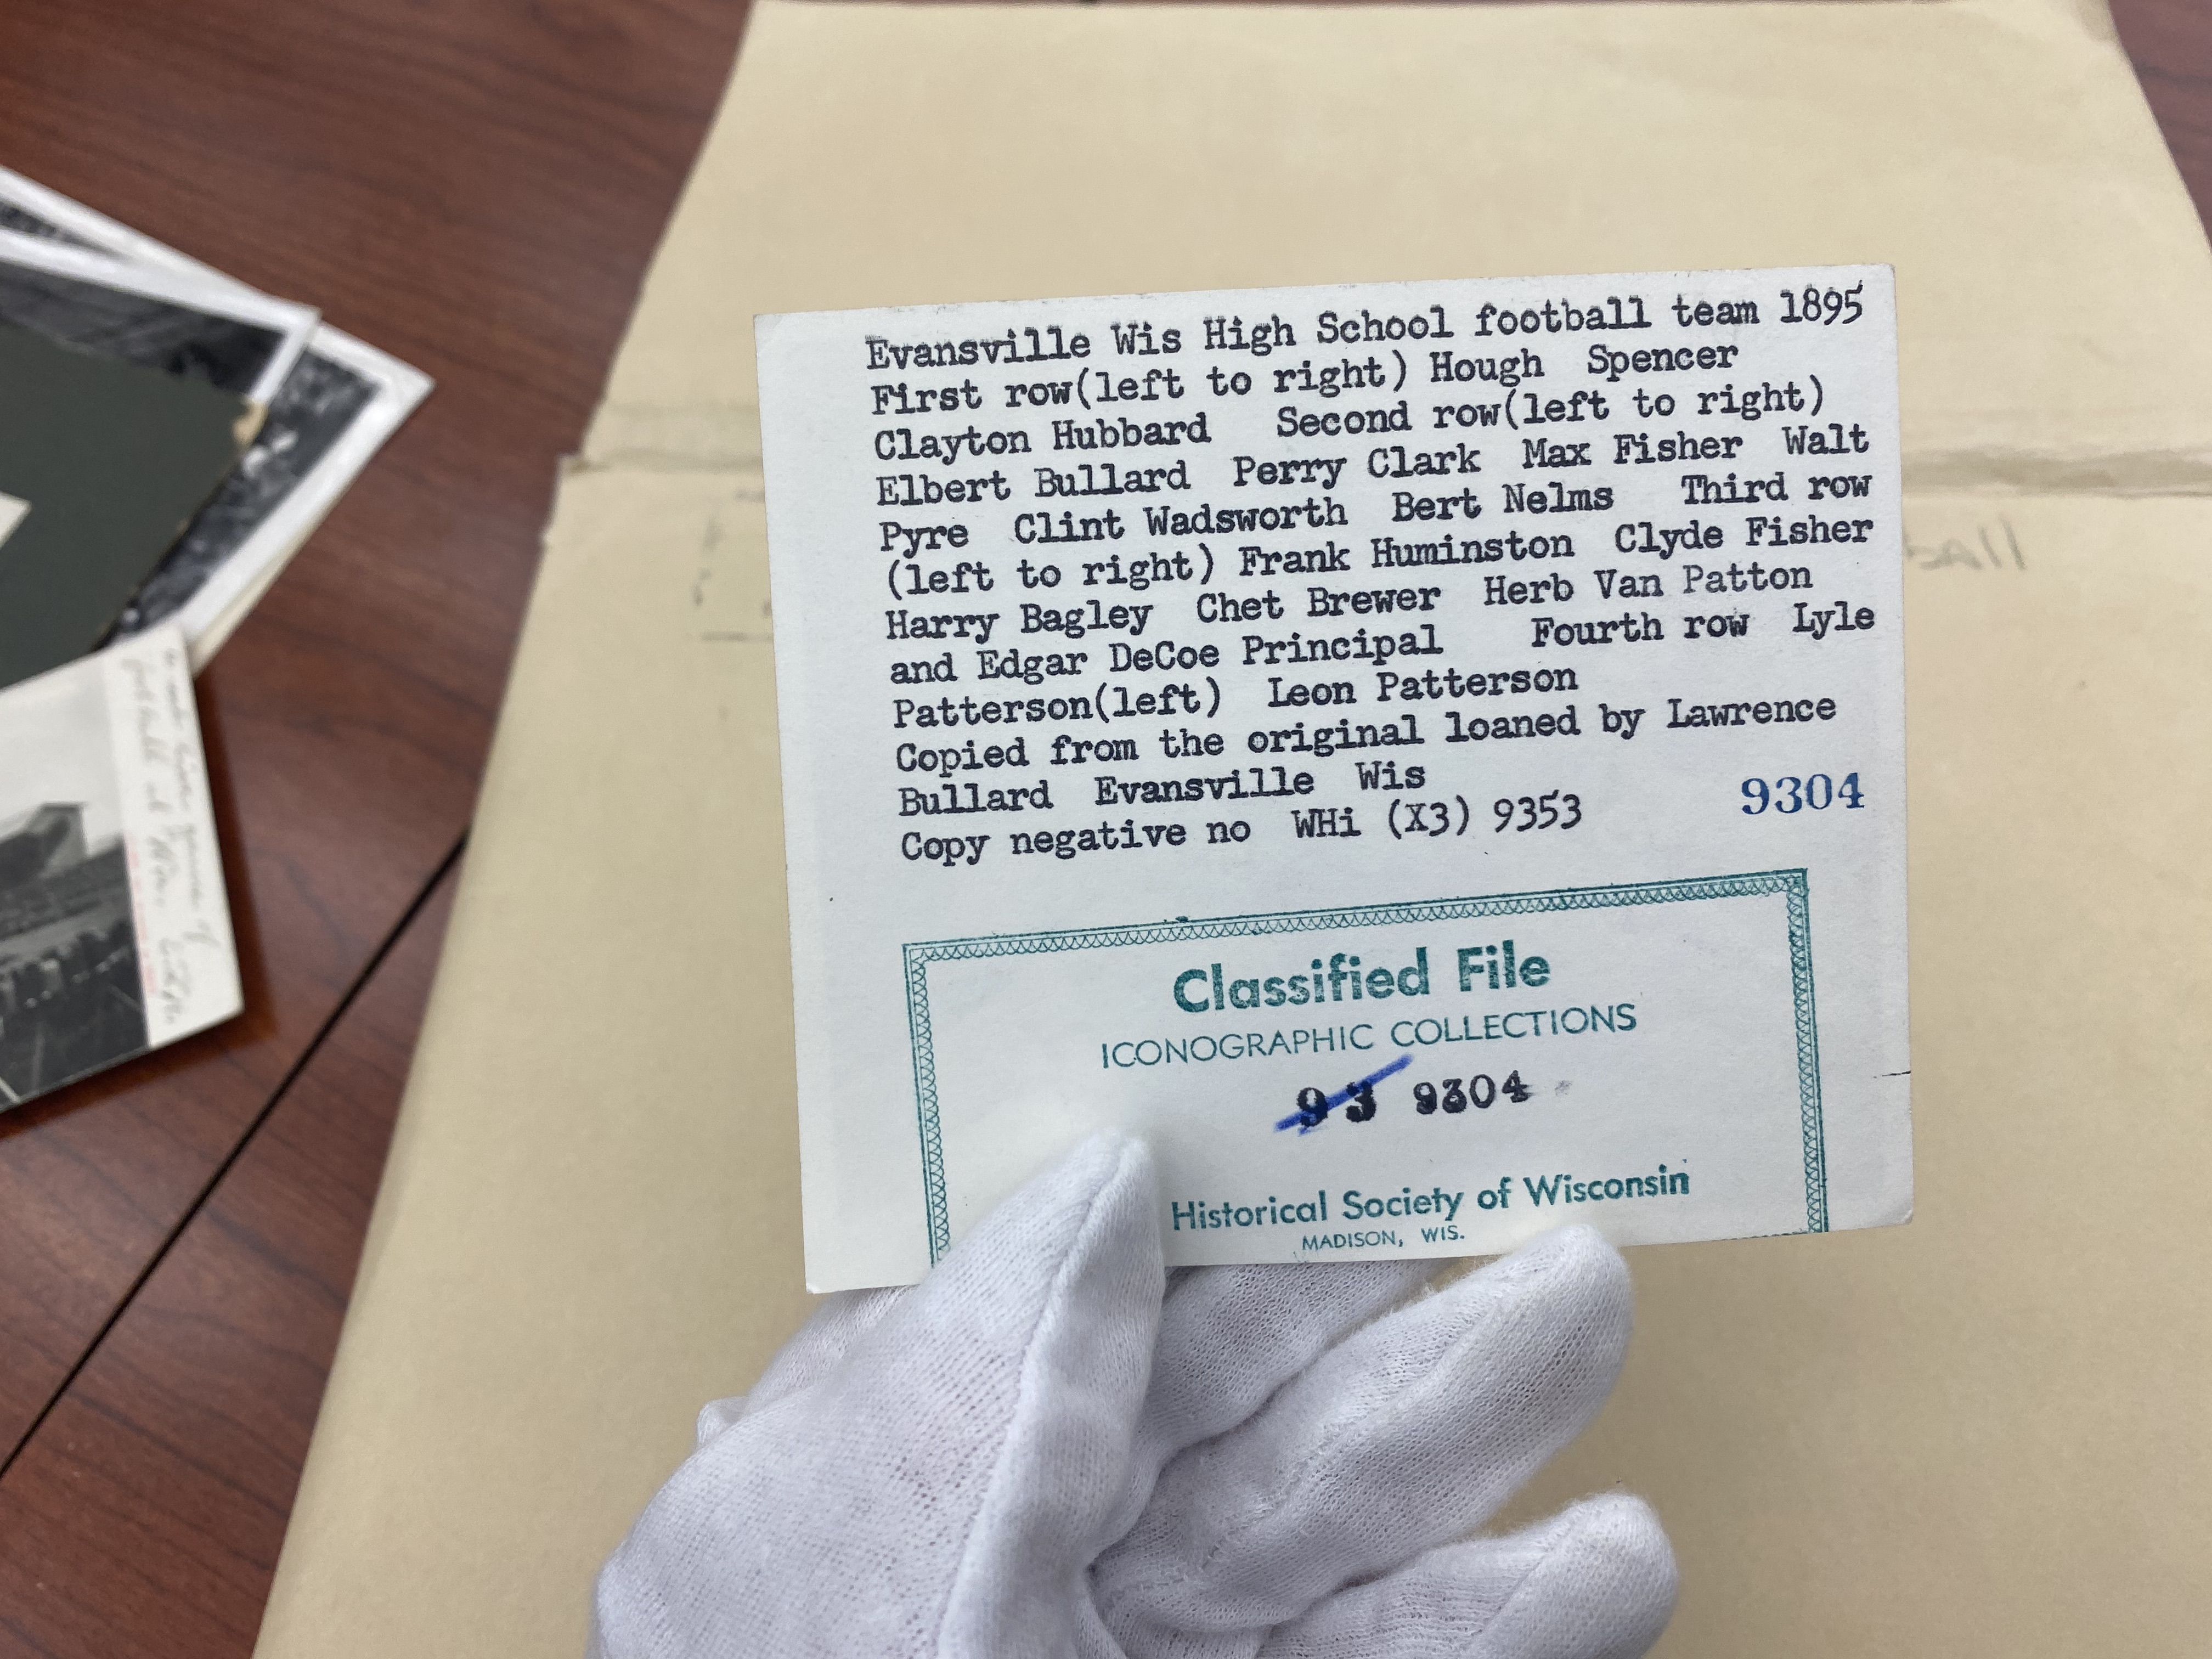 Evansville Wis High School football team 1895
First row(left to right) Hough Spencer
Clayton Hubbard Second row(left to right)
Elbert Bullard Perry Clark Max Fisher Walt
Pyre Clint Wadsworth Bert Nelms Third row
(left to right) Frank Huminston Clyde Fisher
Harry Bagley Chet Brewer Herb Van Patton
and Edgar DeCoe Principal Fourth row Lyle
Patterson(left) Leon Patterson
Copied from the original loaned by Lawrence
Bullard Evansville Wis
Copy negative no WHi (X3) 9353 9304
Classified File
ICONOGRAPHIC COLLECTIONS
93 9304
Historical Society of Wisconsin
MADISON, WIS.